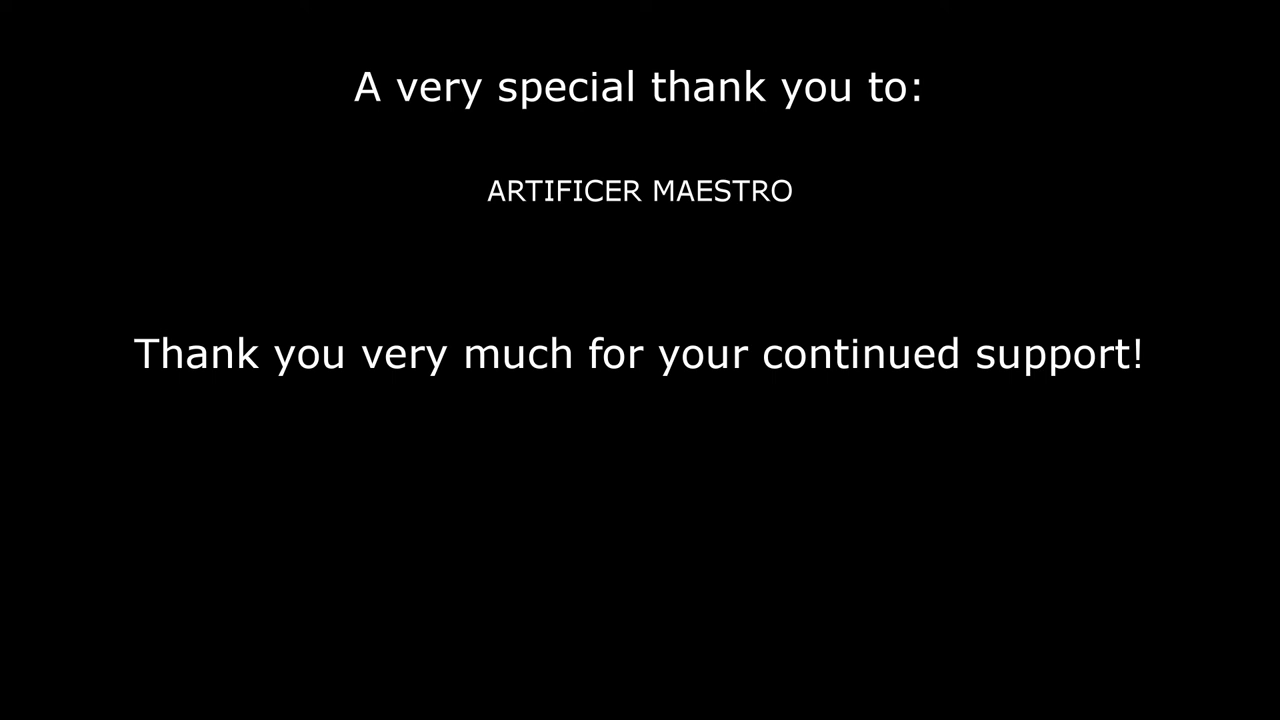 A very special thank you to:
ARTIFICER MAESTRO
Thank you very much for your continued support!